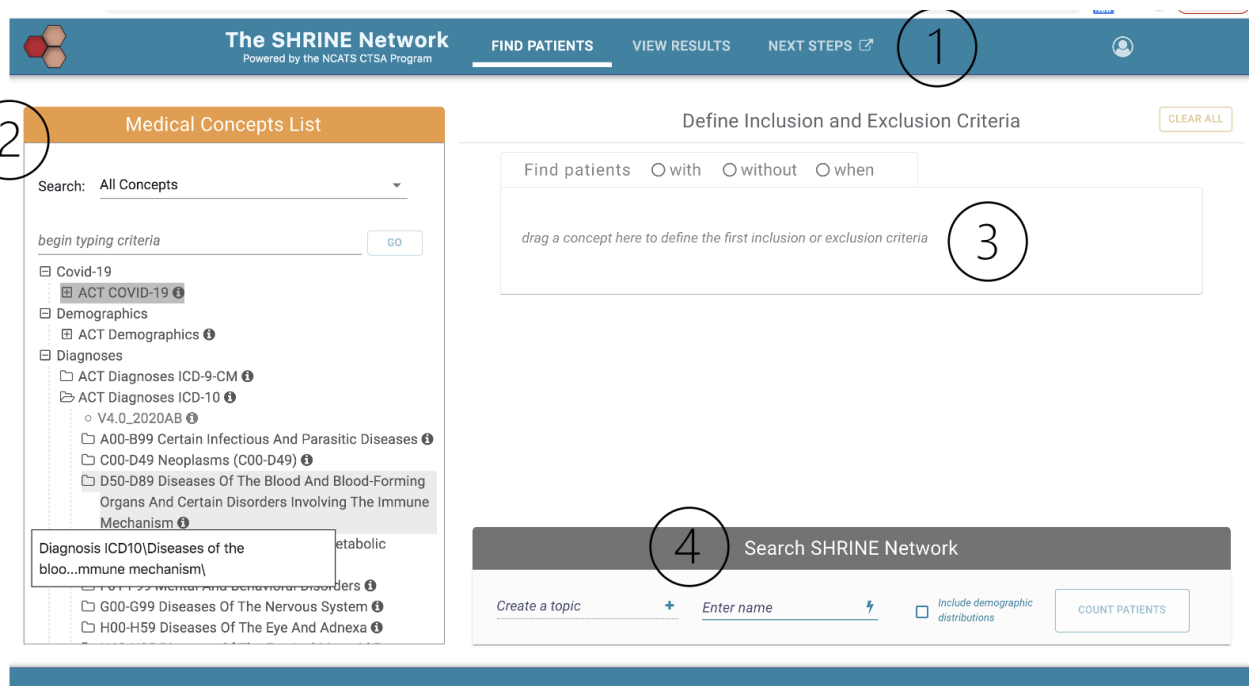 The SHRINE Network
Powered by the NCATS CTSA Program
FIND PATIENTS
VIEW RESULTS
NEXT STEPS
1
2
Medical Concepts List
Search: All Concepts
begin typing criteria
GO
Covid-19
ACT COVID-19
Demographics
ACT Demographics
Diagnoses
ACT Diagnoses ICD-9-CM
ACT Diagnoses ICD-10
V4.0_2020AB
A00-B99 Certain Infectious And Parasitic Diseases
C00-D49 Neoplasms (C00-D49)
D50-D89 Diseases Of The Blood And Blood-Forming
Organs And Certain Disorders Involving The Immune
Mechanism
Diagnosis ICD10\Diseases of the
bloo...mmune mechanism\
etabolic
Mental And Behavioral Disorders
G00-G99 Diseases Of The Nervous System
H00-H59 Diseases Of The Eye And Adnexa
Define Inclusion and Exclusion Criteria
CLEAR ALL
Find patients with without when
drag a concept here to define the first inclusion or exclusion criteria
3
4
Search SHRINE Network
Create a topic +
Enter name
Include demographic
distributions
COUNT PATIENTS